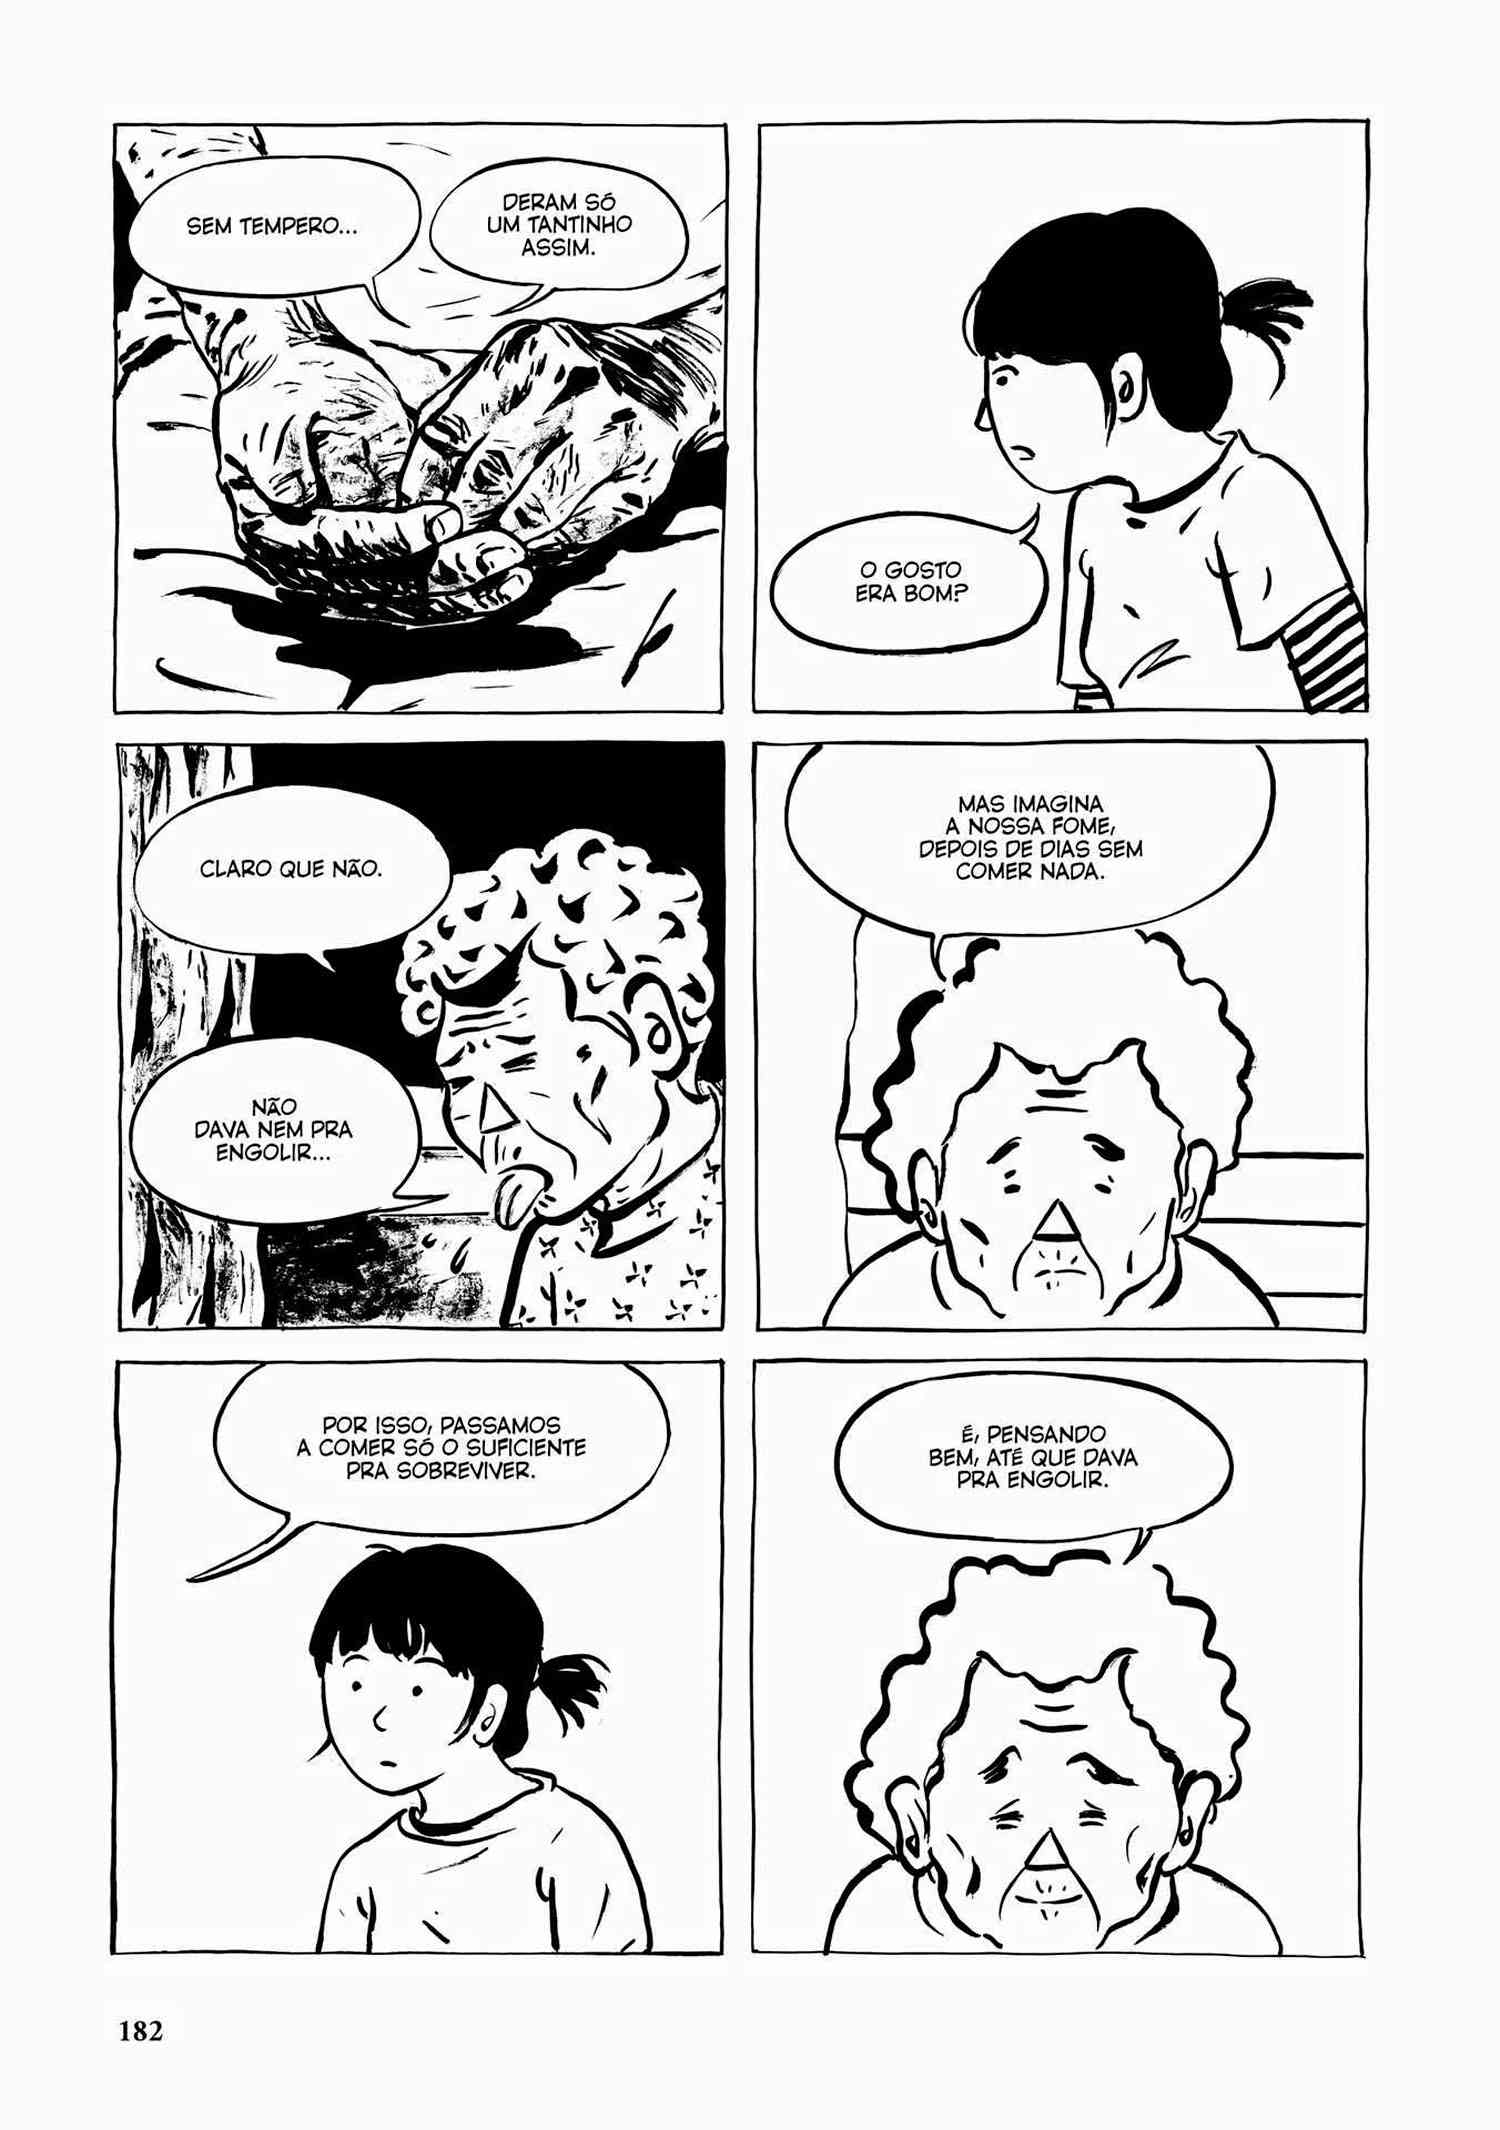 SEM TEMPERO...
DERAM SÓ
UM TANTINHO
ASSIM.
O GOSTO
ERA BOM?
CLARO QUE NÃO.
NÃO
DAVA NEM PRA
ENGOLIR...
MAS IMAGINA
A NOSSA FOME,
DEPOIS DE DIAS SEM
COMER NADA.
POR ISSO, PASSAMOS
A COMER SÓ O SUFICIENTE
PRA SOBREVIVER.
É, PENSANDO
BEM, ATÉ QUE DAVA
PRA ENGOLIR.
182